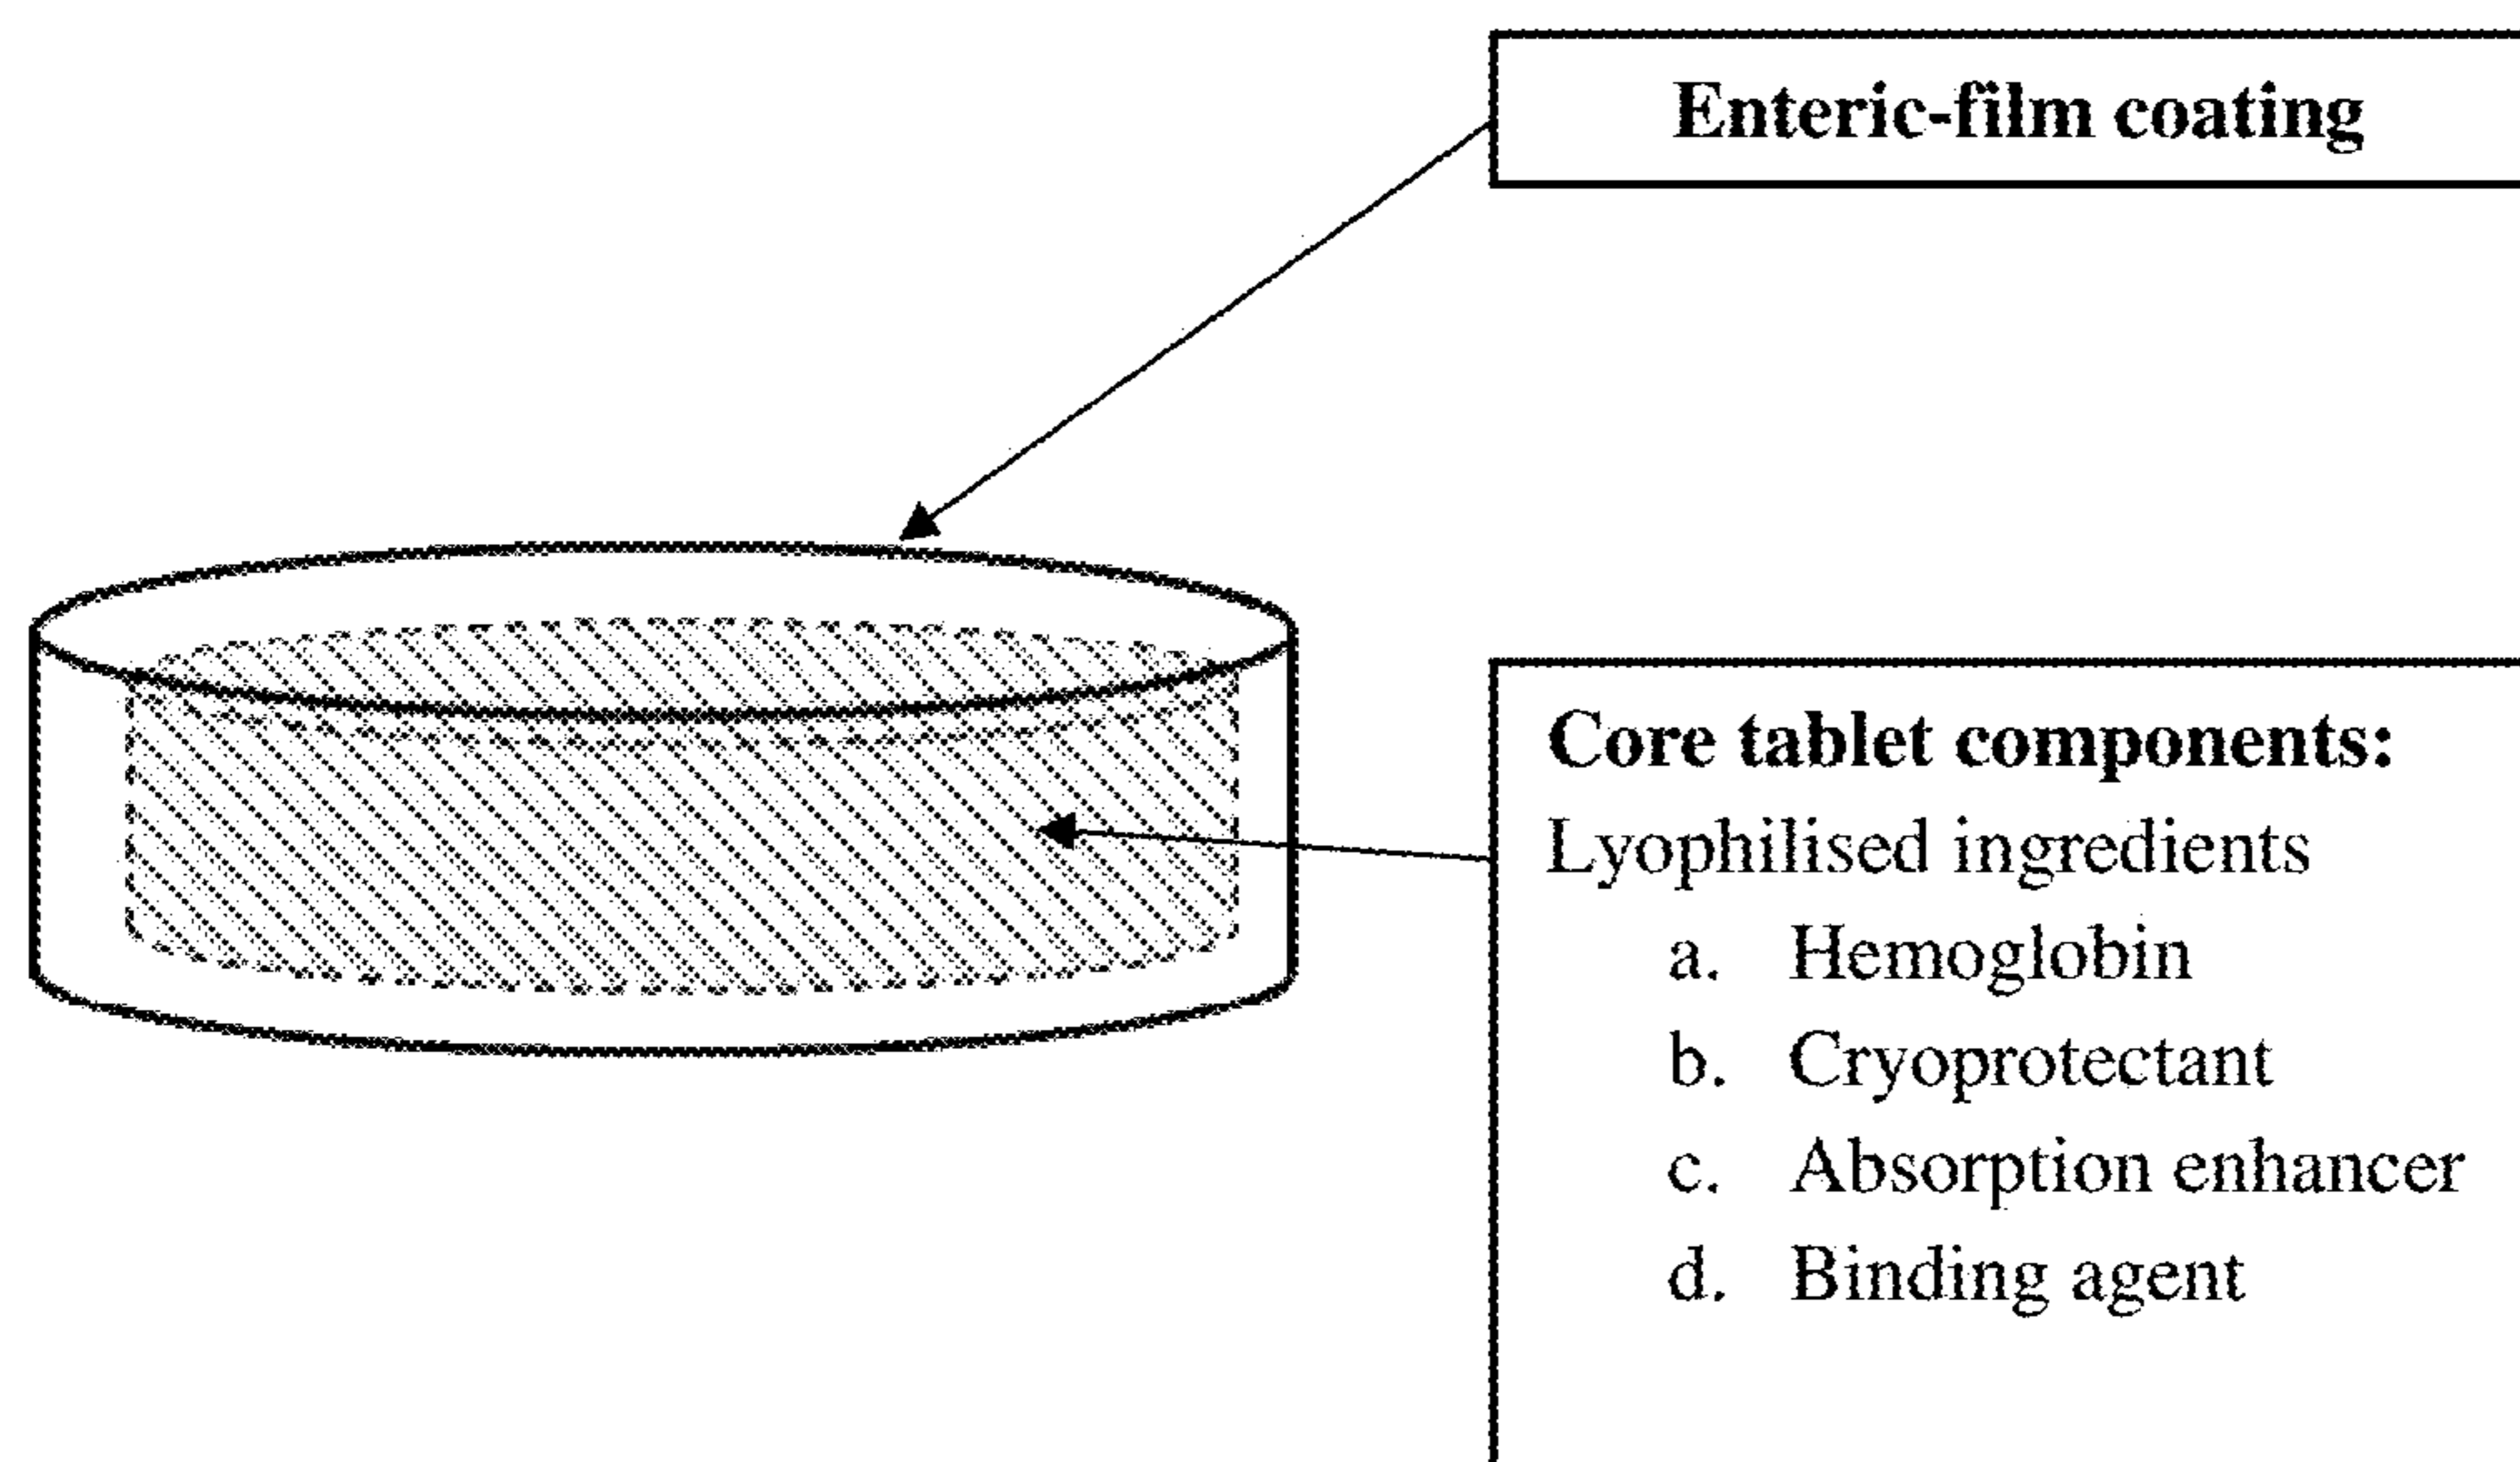 Enteric-film coating
Core tablet components:
Lyophilised ingredients
a. Hemoglobin
b. Cryoprotectant
c. Absorption enhancer
d. Binding agent